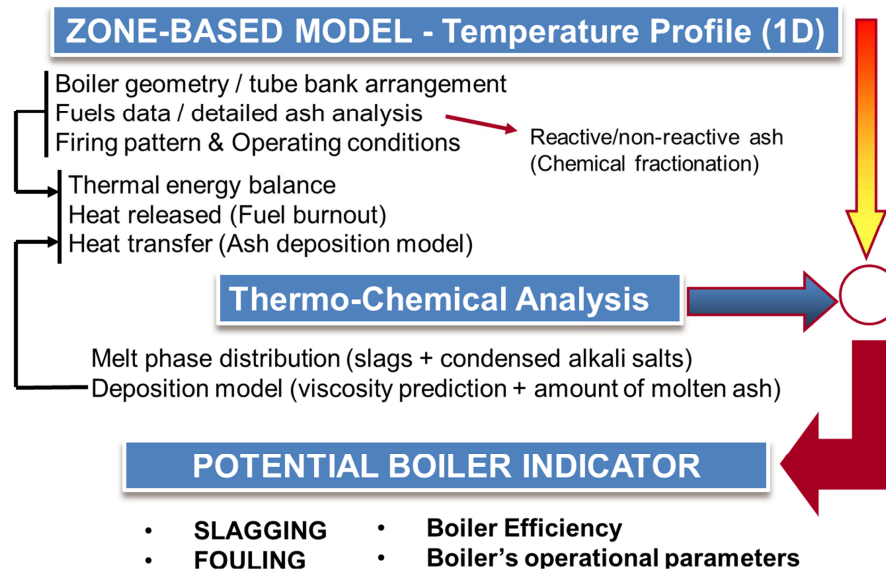 ZONE-BASED MODEL - Temperature Profile (1D)
Boiler geometry / tube bank arrangement
Fuels data / detailed ash analysis
Firing pattern & Operating conditions
Reactive/non-reactive ash
(Chemical fractionation)
Thermal energy balance
Heat released (Fuel burnout)
Heat transfer (Ash deposition model)
Thermo-Chemical Analysis
Melt phase distribution (slags + condensed alkali salts)
Deposition model (viscosity prediction + amount of molten ash)
POTENTIAL BOILER INDICATOR
• SLAGGING
• FOULING
• Boiler Efficiency
• Boiler's operational parameters